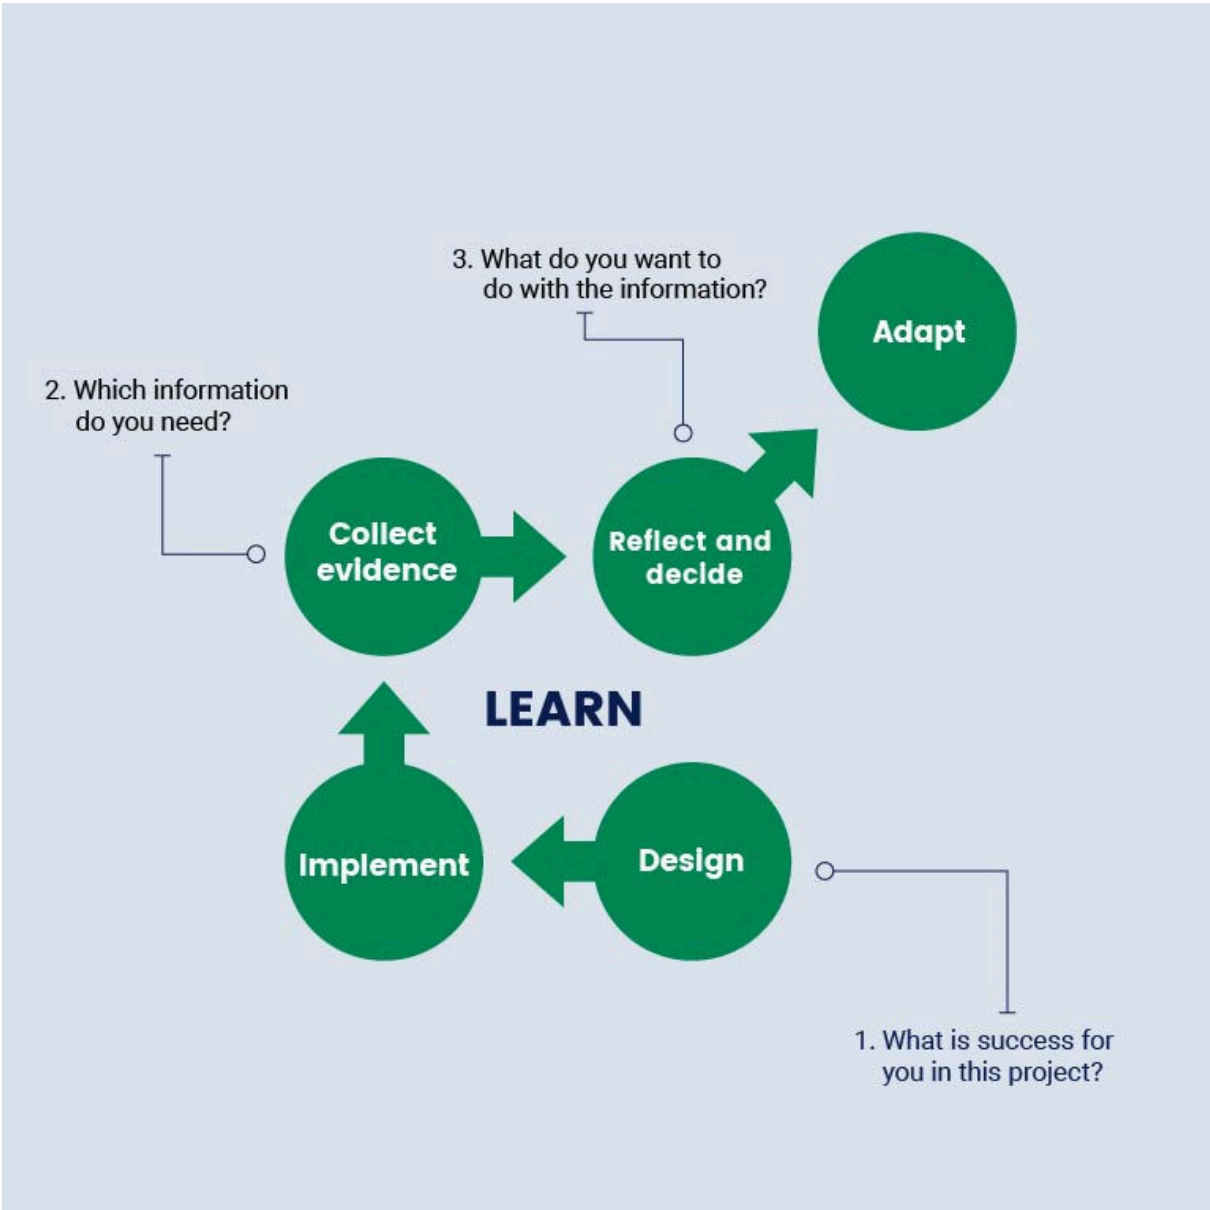 3. What do you want to
do with the information?
Adapt
2. Which information
do you need?
Collect
evidence
Reflect and
decide
LEARN
Implement
Design
1. What is success for
you in this project?